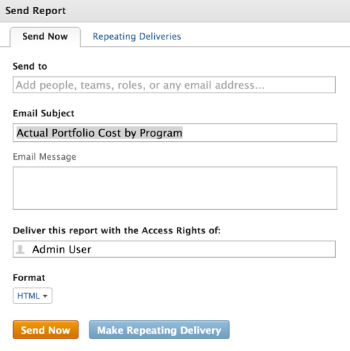 Send Report
Send Now Repeating Deliveries
Send to
Add people, teams, roles, or any email address...
Email Subject
Actual Portfolio Cost by Program
Email Message
Deliver this report with the Access Rights of:
Admin User
Format
HTML
Send Now Make Repeating Delivery